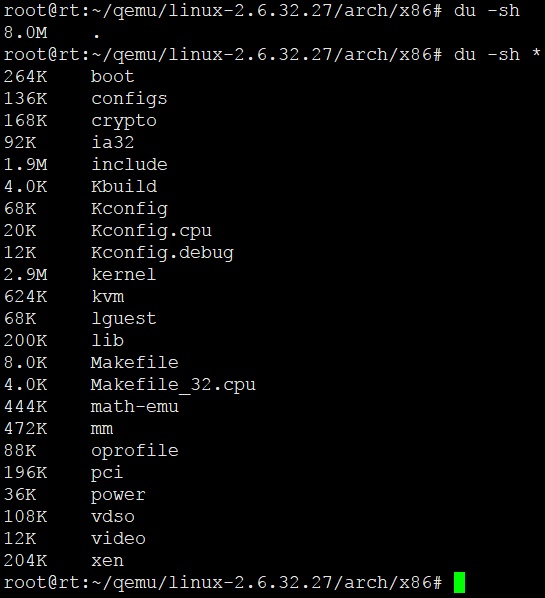 root@rt:~/qemu/linux-2.6.32.27/arch/x86# du -sh
8.0M    .
root@rt:~/qemu/linux-2.6.32.27/arch/x86# du -sh *
264K    boot
136K    configs
168K    crypto
92K     ia32
1.9M    include
4.0K    Kbuild
68K     Kconfig
20K     Kconfig.cpu
12K     Kconfig.debug
2.9M    kernel
624K    kvm
68K     lguest
200K    lib
8.0K    Makefile
4.0K    Makefile_32.cpu
444K    math-emu
472K    mm
88K     oprofile
196K    pci
36K     power
108K    vdso
12K     video
204K    xen
root@rt:~/qemu/linux-2.6.32.27/arch/x86#